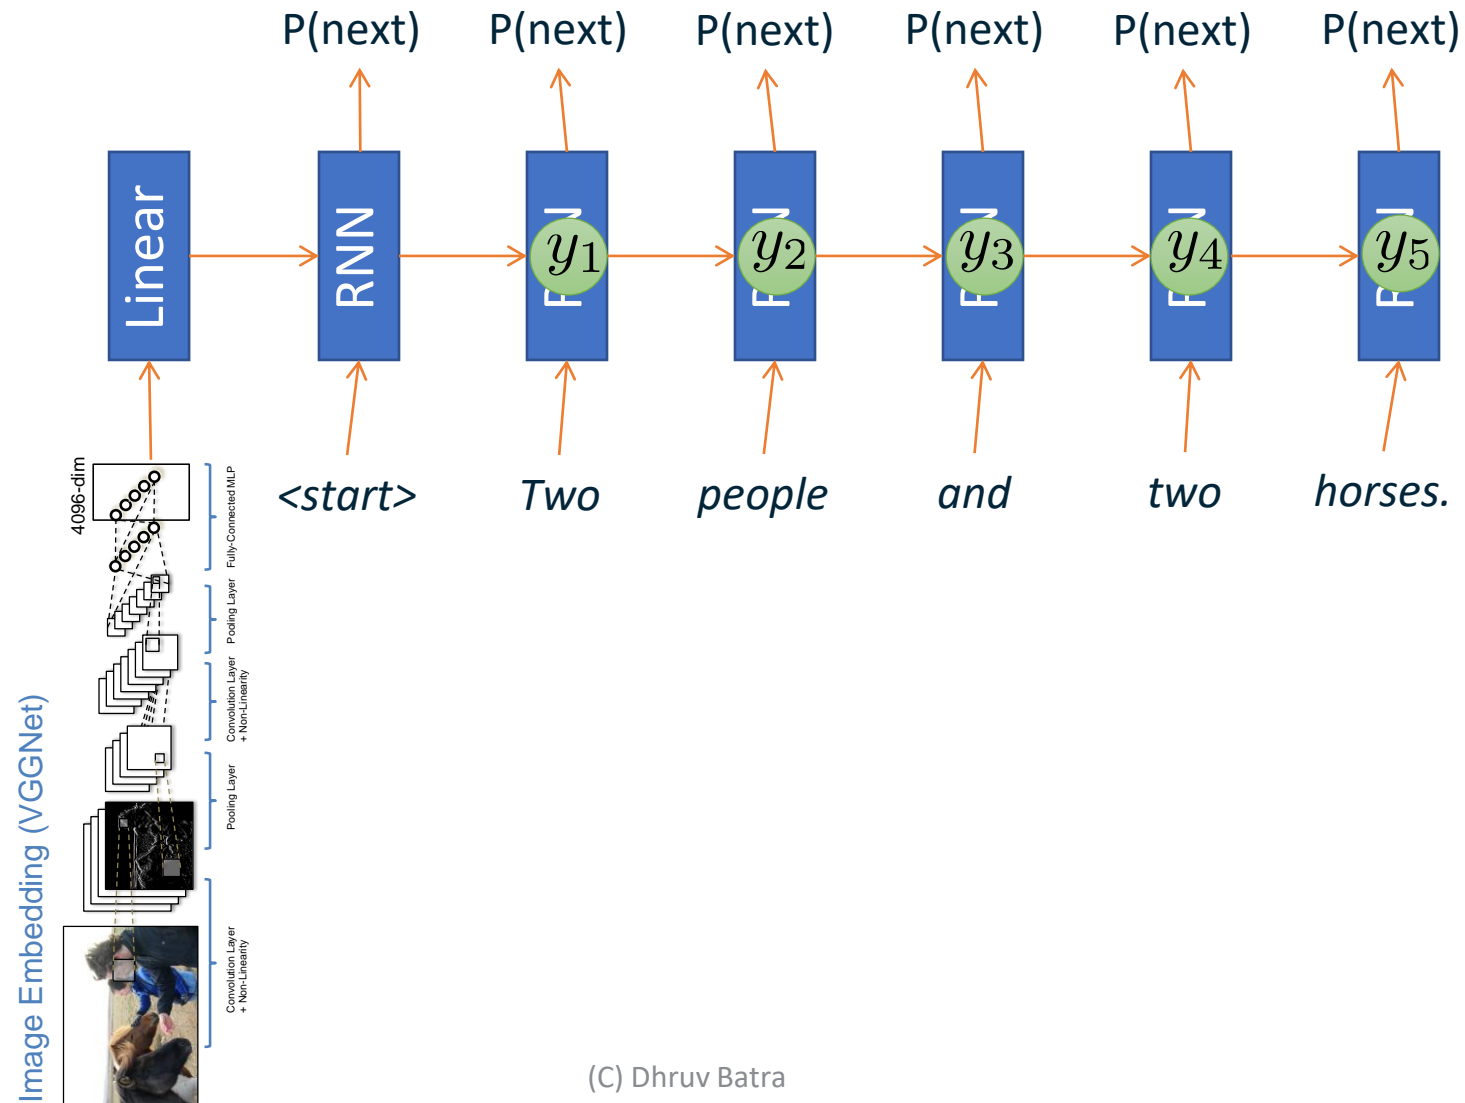 P(next) P(next) P(next) P(next) P(next) P(next)
Linear
RNN
y1
y2
y3
y4
y5
<start> Two people and two horses.
4096-dim
Fully-Connected MLP
Pooling Layer
Convolution Layer
+ Non-Linearity
Pooling Layer
Convolution Layer
+ Non-Linearity
Image Embedding (VGGNet)
(C) Dhruv Batra